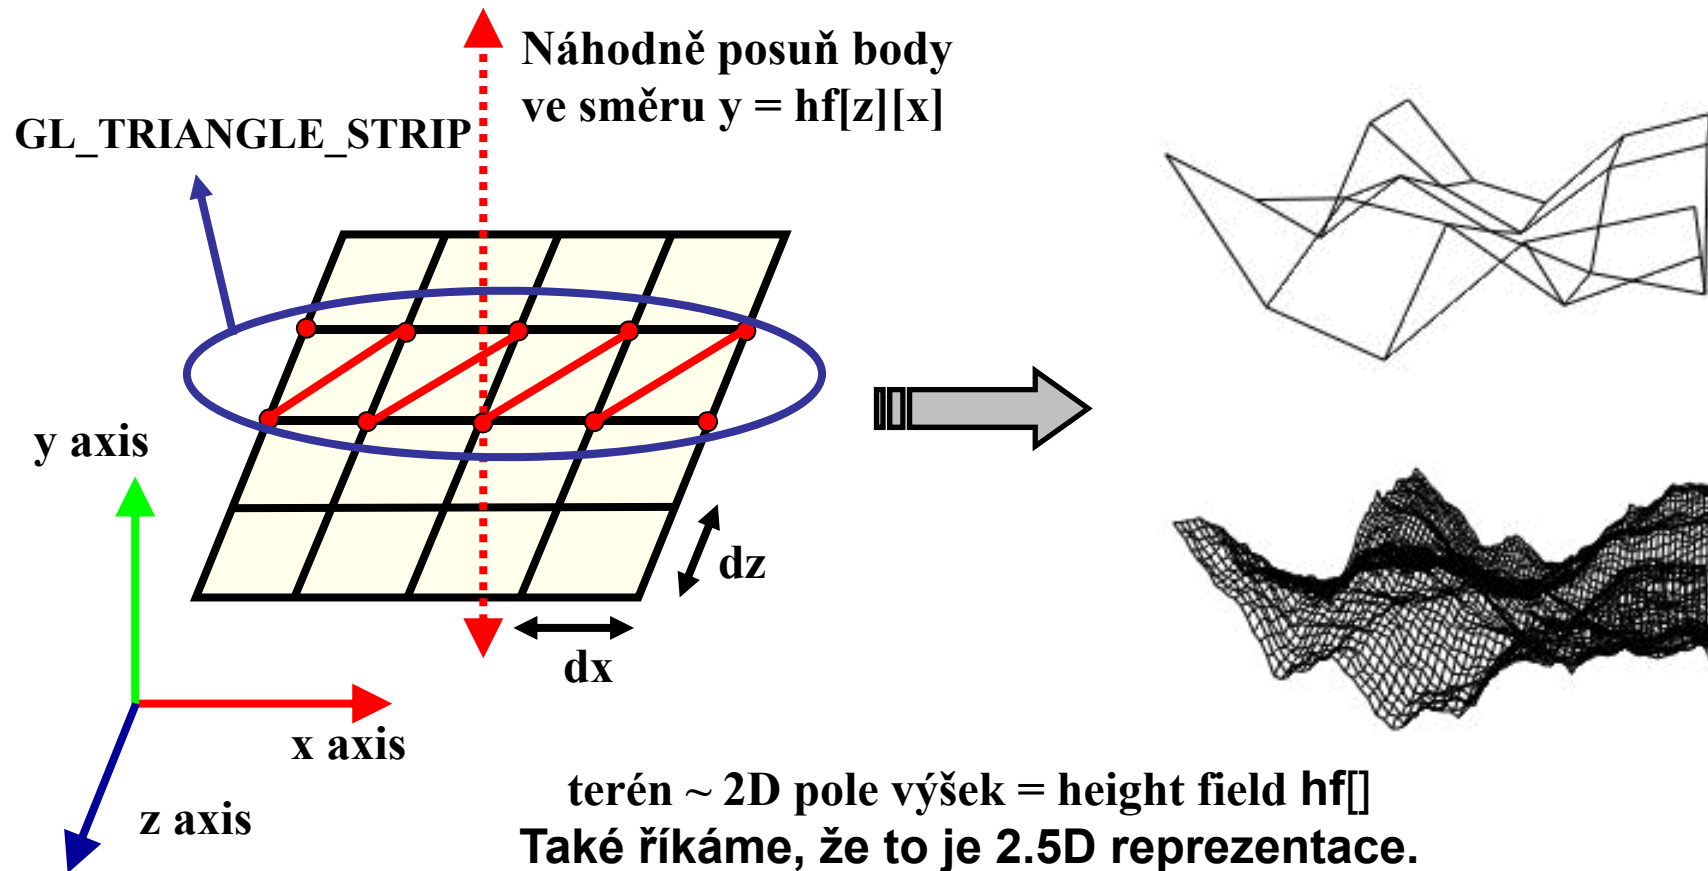 Náhodně posuň body
ve směru y = hf[z][x]
GL_TRIANGLE_STRIP
y axis
dz
dx
x axis
z axis
terén ~ 2D pole výšek = height field hf[]
Také říkáme, že to je 2.5D reprezentace.